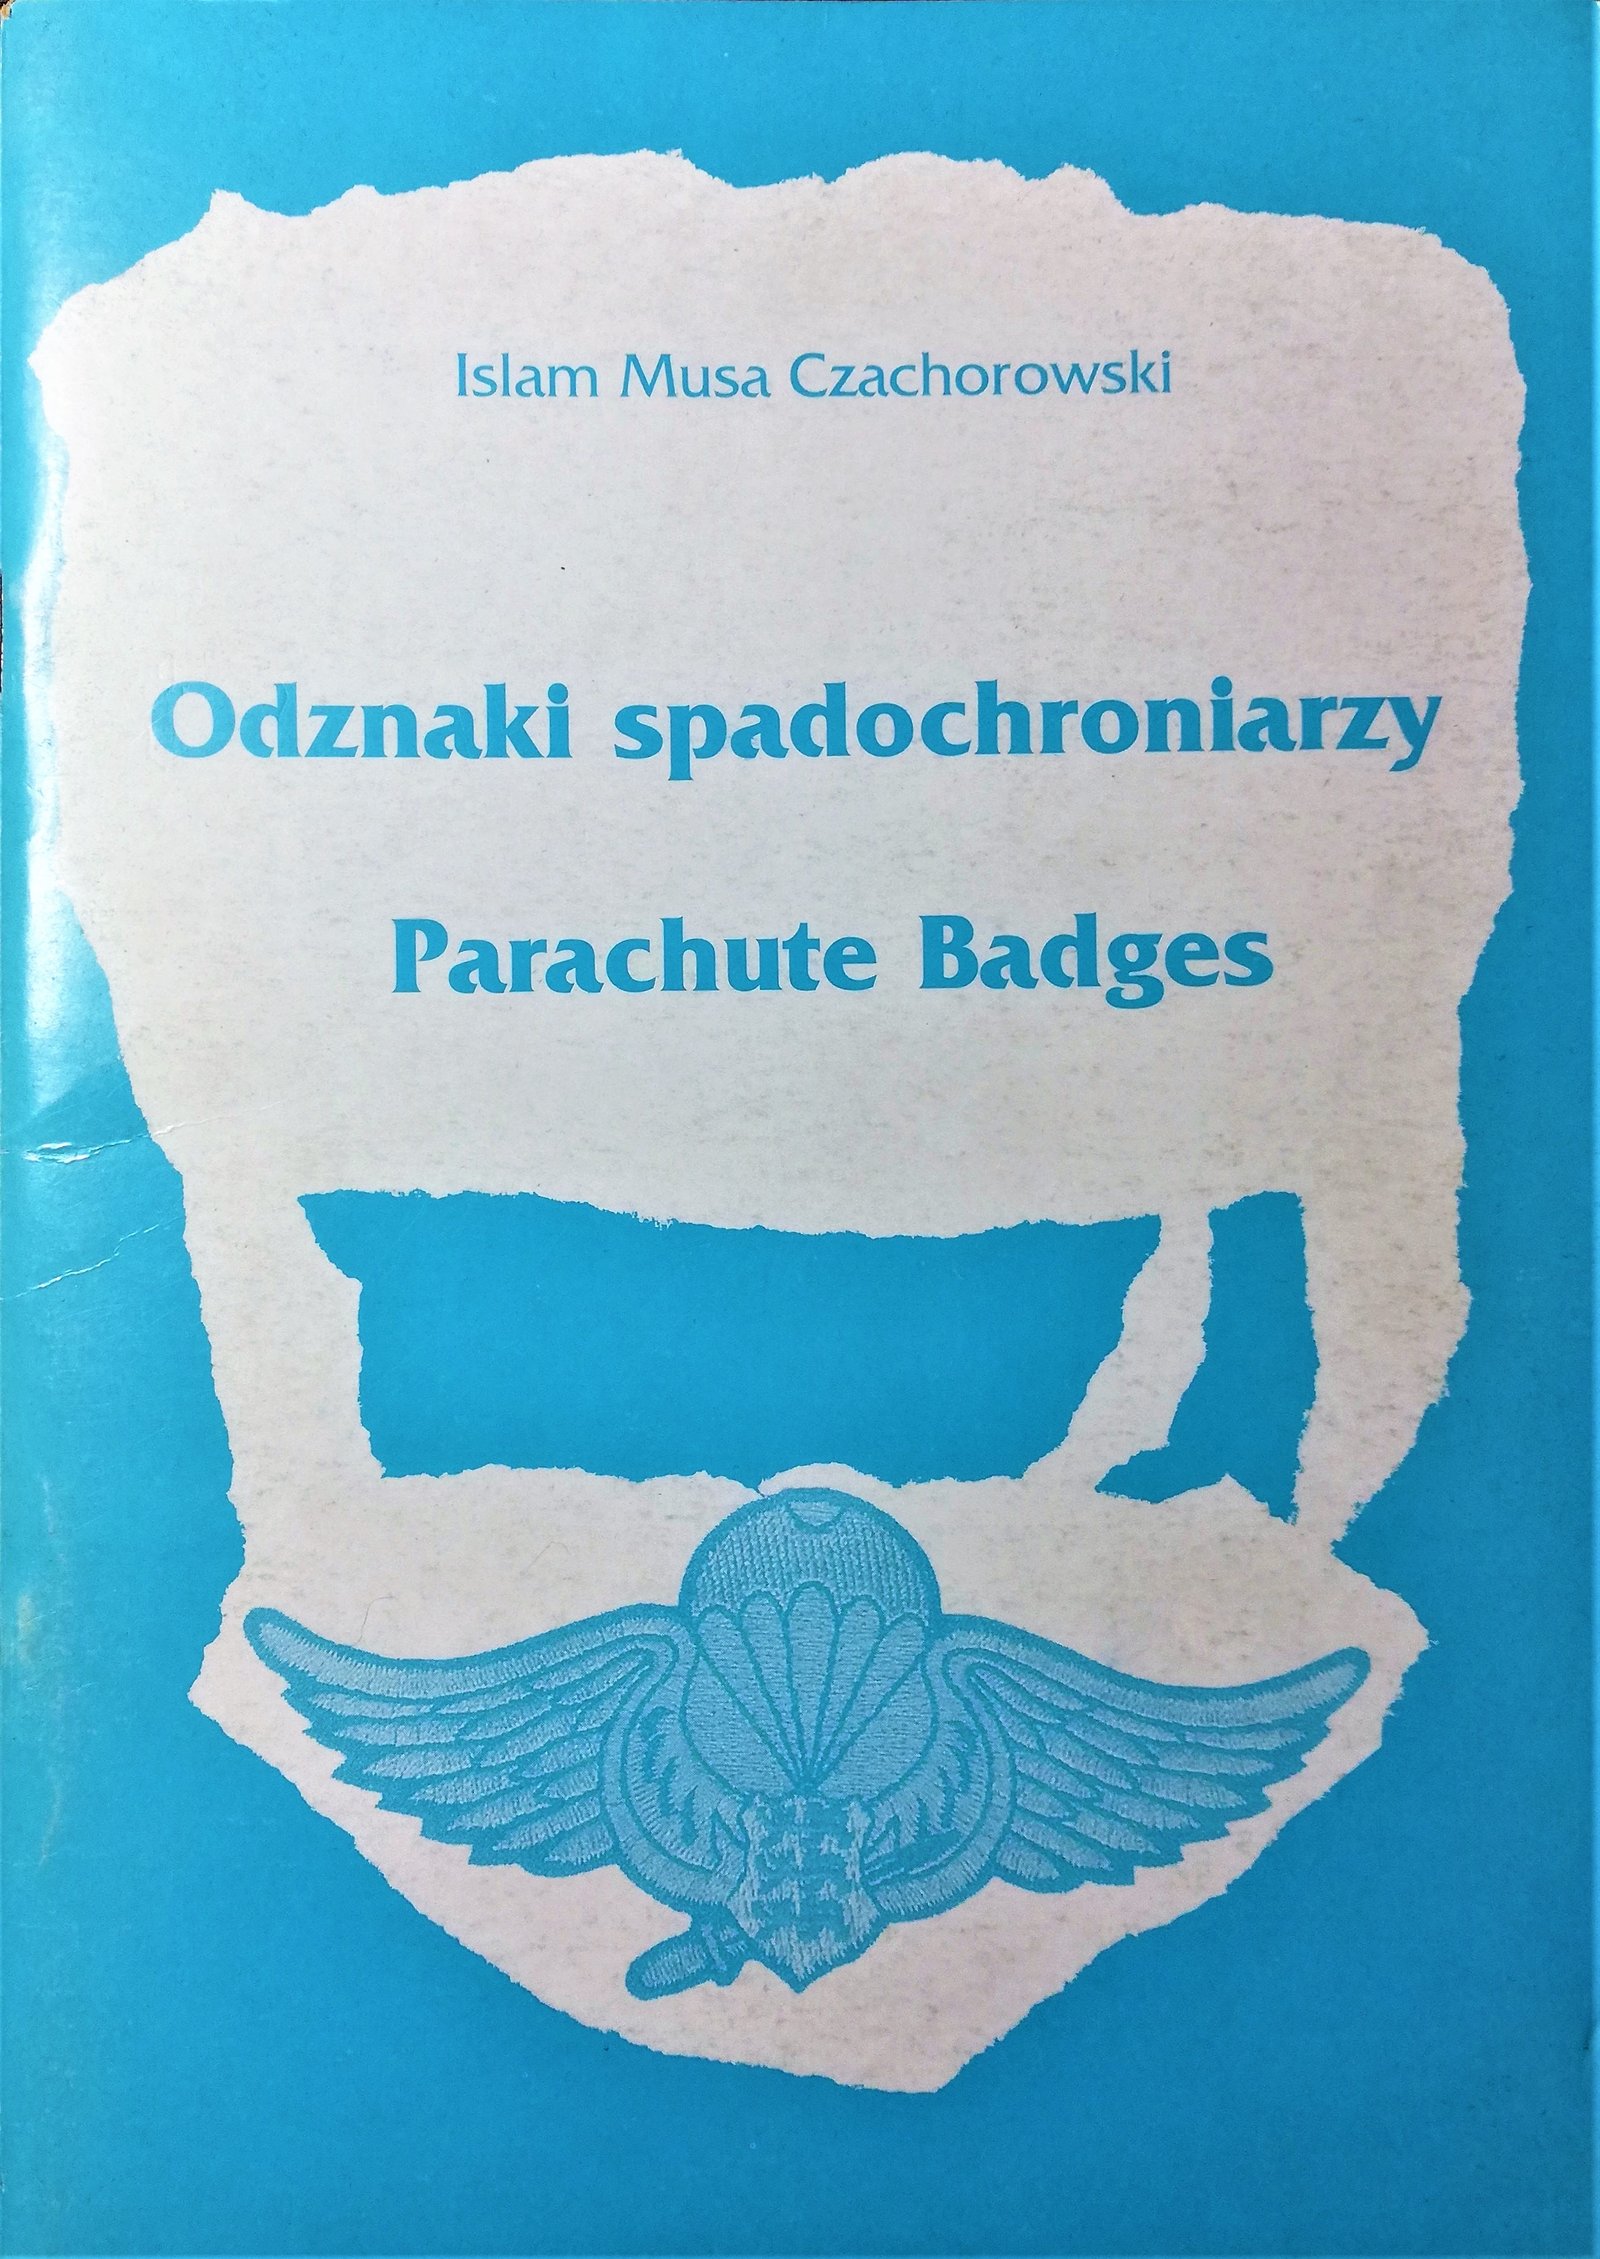 Islam Musa Czachorowski
Odznaki spadochroniarzy
Parachute Badges